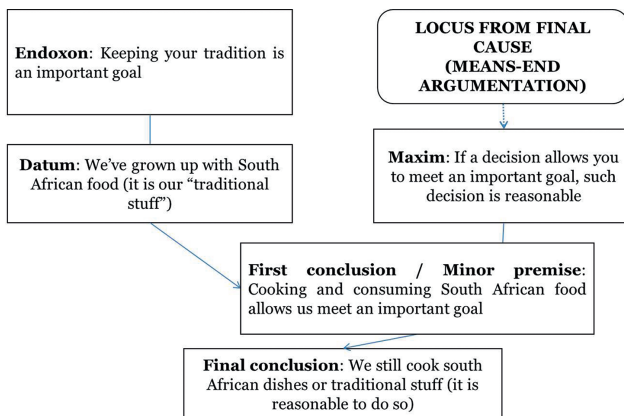 Endoxon: Keeping your tradition is
an important goal
LOCUS FROM FINAL
CAUSE
(MEANS-END
ARGUMENTATION)
Datum: We've grown up with South
African food (it is our “traditional
stuff”)
Maxim: If a decision allows you
to meet an important goal, such
decision is reasonable
First conclusion / Minor premise:
Cooking and consuming South African food
allows us meet an important goal
Final conclusion: We still cook south
African dishes or traditional stuff (it is
reasonable to do so)